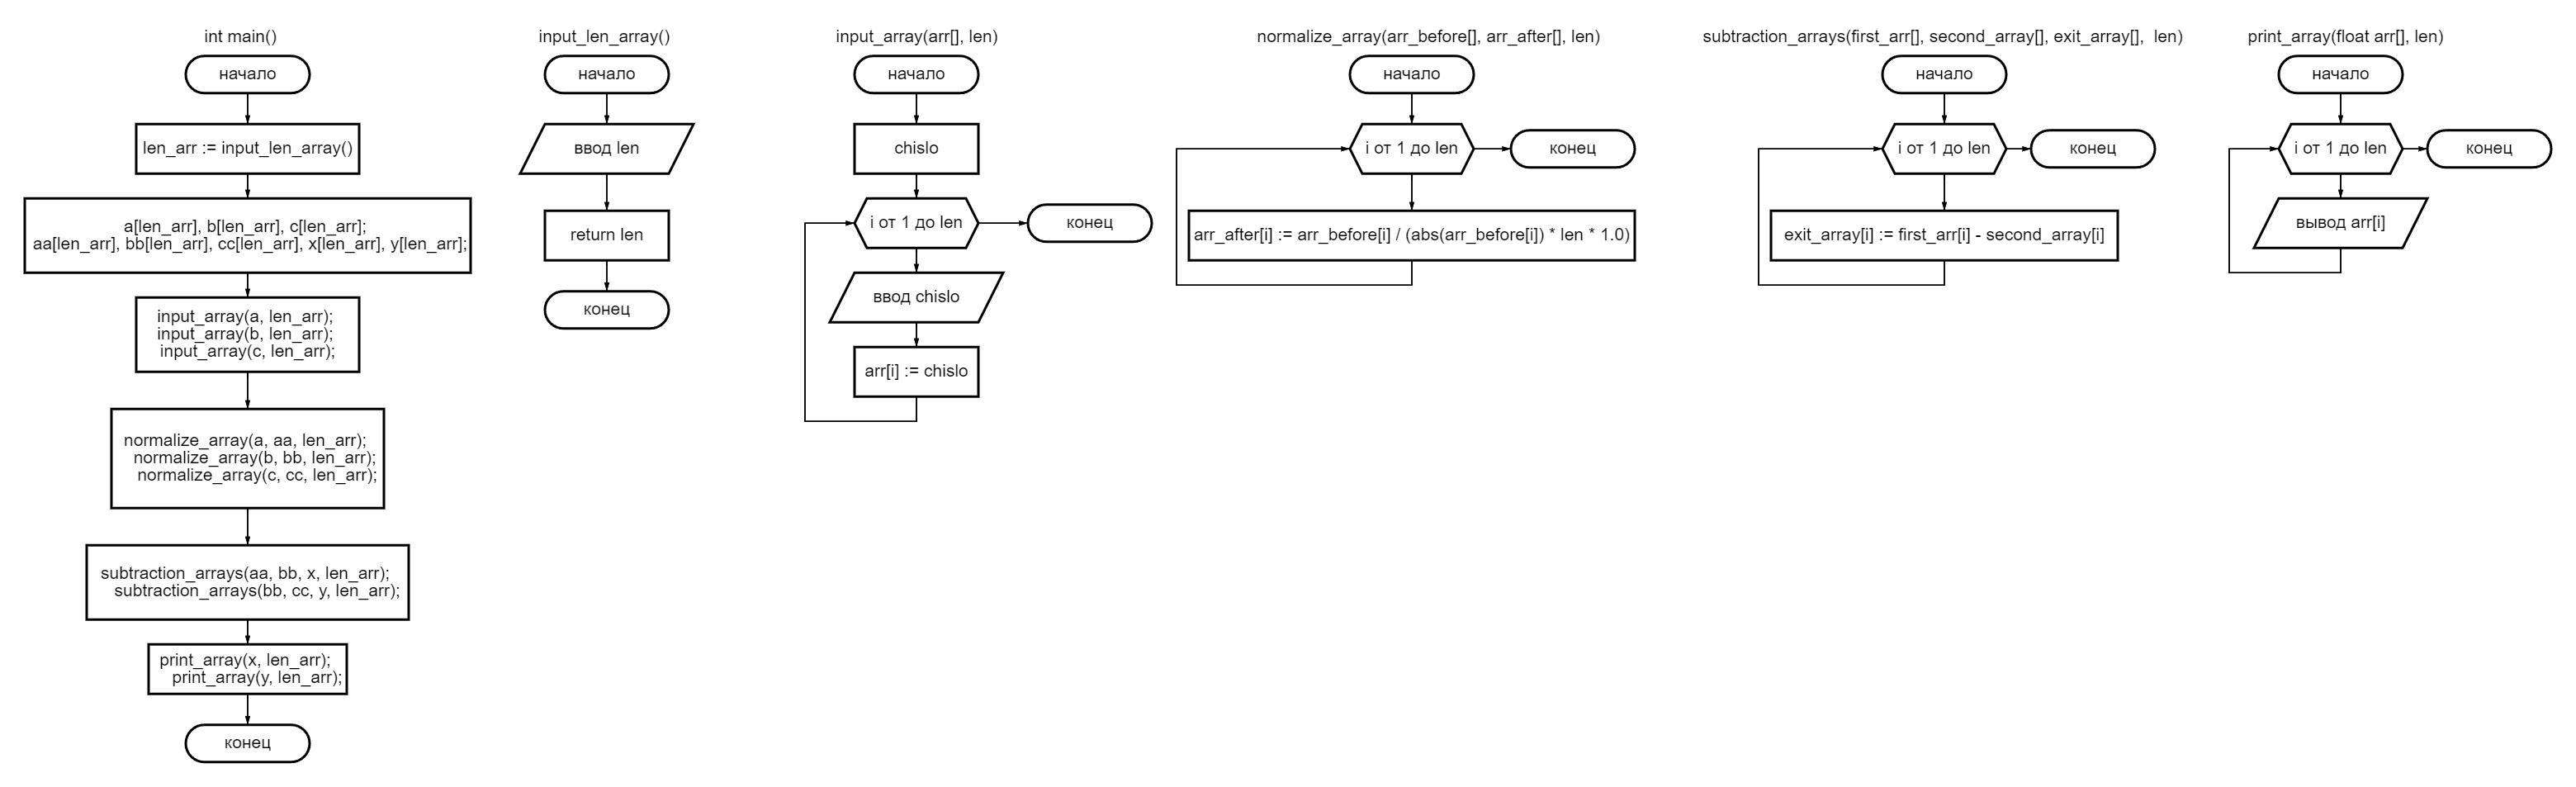 int main()
начало
len_arr := input_len_array()
a[len_arr], b[len_arr], c[len_arr];
aa[len_arr], bb[len_arr], cc[len_arr], x[len_arr], y[len_arr];
input_array(a, len_arr);
input_array(b, len_arr);
input_array(c, len_arr);
normalize_array(a, aa, len_arr);
normalize_array(b, bb, len_arr);
normalize_array(c, cc, len_arr);
subtraction_arrays(aa, bb, x, len_arr);
subtraction_arrays(bb, cc, y, len_arr);
print_array(x, len_arr);
print_array(y, len_arr);
конец
input_len_array()
начало
ввод len
return len
конец
input_array(arr[], len)
начало
chislo
i от 1 до len
конец
ввод chislo
arr[i] := chislo
normalize_array(arr_before[], arr_after[], len)
начало
i от 1 до len
конец
arr_after[i] := arr_before[i] / (abs(arr_before[i]) * len * 1.0)
subtraction_arrays(first_arr[], second_array[], exit_array[], len)
начало
i от 1 до len
конец
exit_array[i] := first_arr[i] - second_array[i]
print_array(float arr[], len)
начало
i от 1 до len
конец
вывод arr[i]